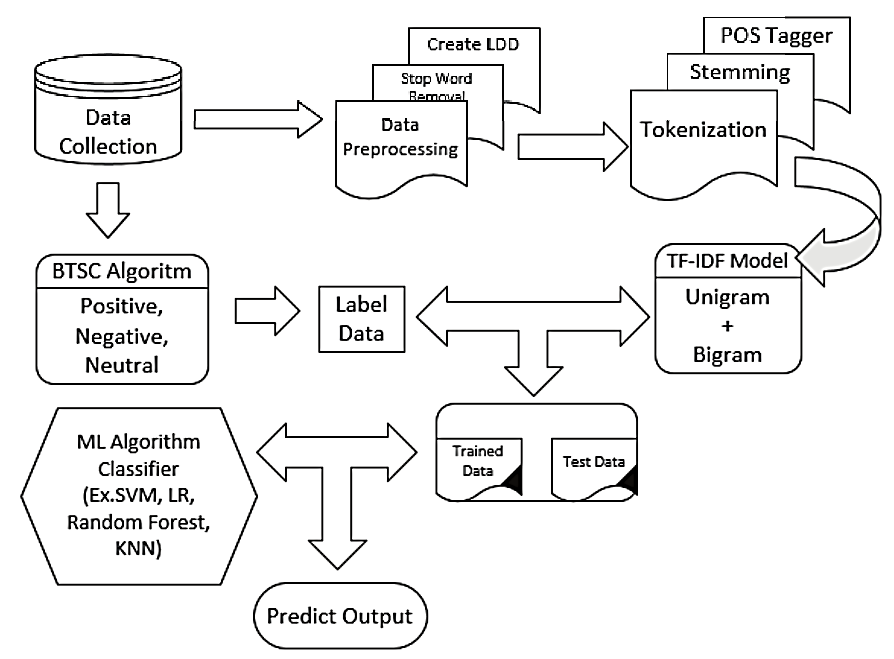 Data
Collection
Create LDD
Stop Word
Removal
Data
Preprocessing
POS Tagger
Stemming
Tokenization
BTSC Algoritm
Positive,
Negative,
Neutral
Label
Data
TF-IDF Model
Unigram
+
Bigram
ML Algorithm
Classifier
(Ex.SVM, LR,
Random Forest,
KNN)
Trained
Data
Test Data
Predict Output